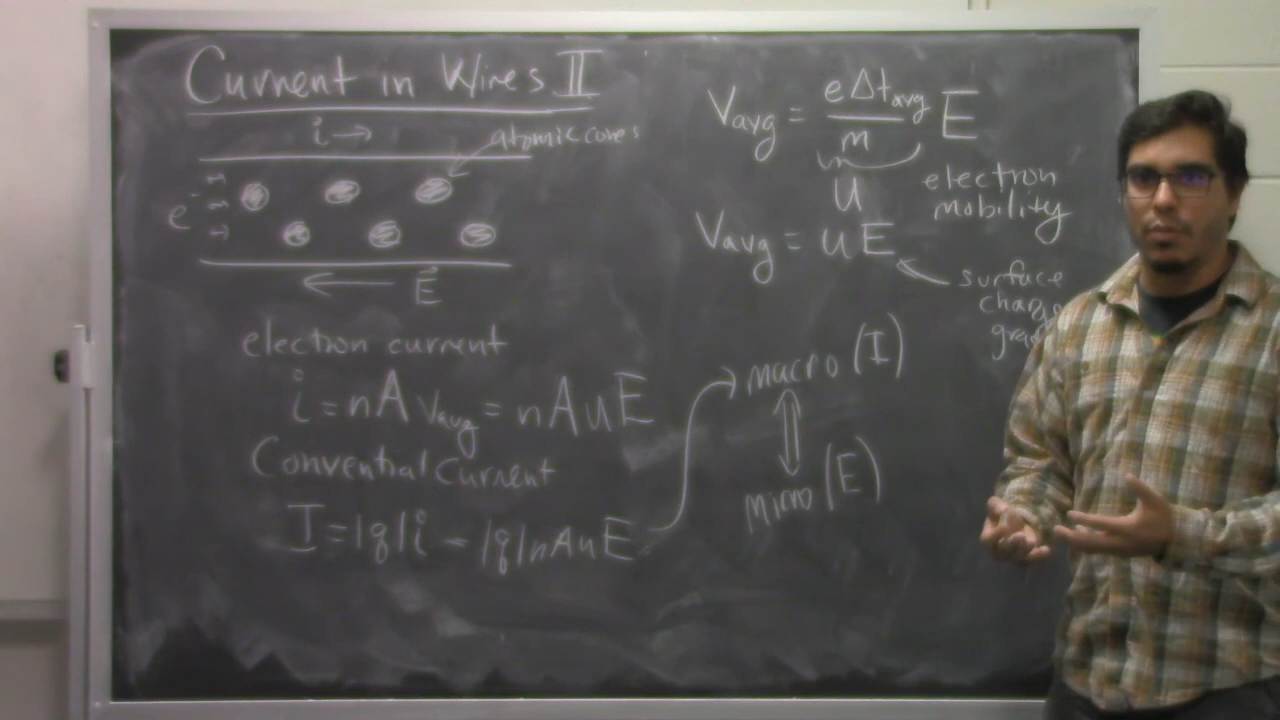 Current in Wires II
i →
atomic cores
e⁻
← E⃗
electron current
i = nA Vavg = nAuE
Convential Current
I = |q|i = |q|nAuE
Vavg = eΔtavg / m E
u
electron
mobility
Vavg = uE
surface
charge
macro (I)
⇕
micro (E)